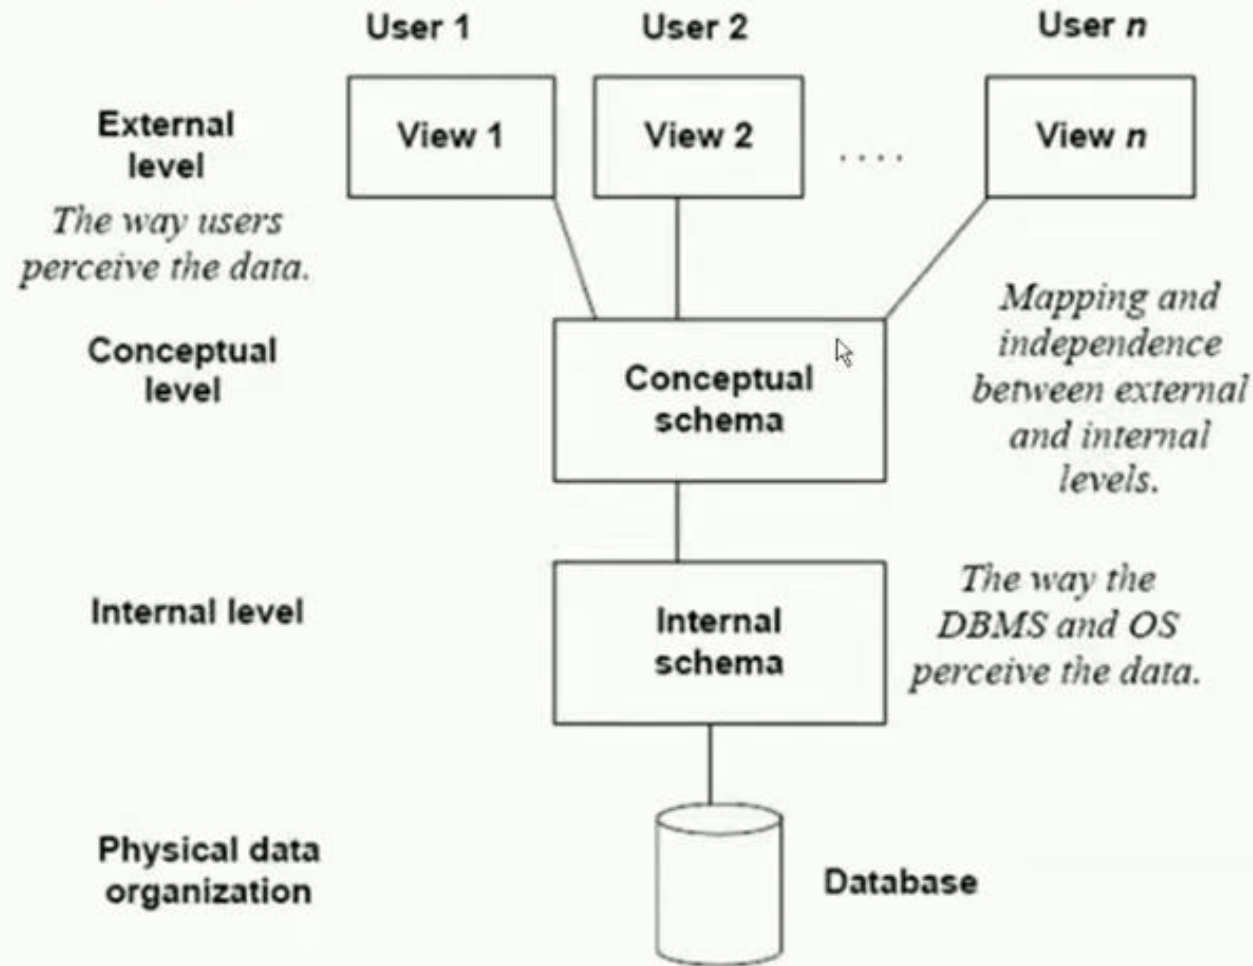 User 1
User 2
User n
External
level
View 1
View 2
....
View n
The way users
perceive the data.
Mapping and
independence
between external
and internal
levels.
Conceptual
level
Conceptual
schema
Internal level
Internal
schema
The way the
DBMS and OS
perceive the data.
Physical data
organization
Database